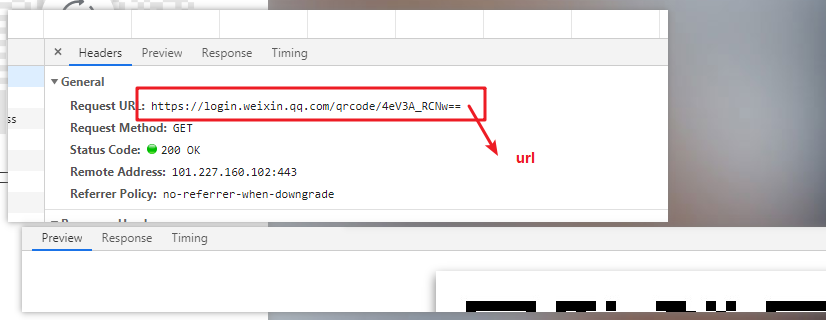 × Headers Preview Response Timing
General
Request URL: https://login.weixin.qq.com/qrcode/4eV3A_RCNw==
Request Method: GET
url
Status Code: 200 OK
ss
Remote Address: 101.227.160.102:443
Referrer Policy: no-referrer-when-downgrade
Preview Response Timing